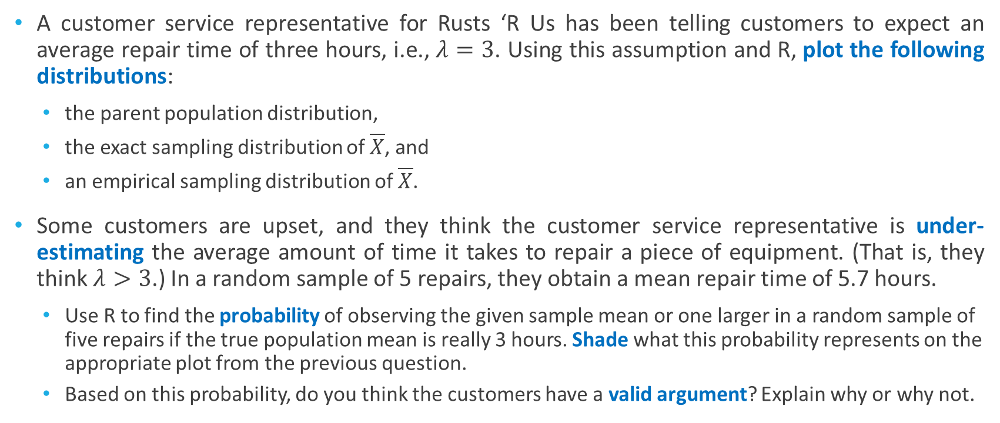 • A customer service representative for Rusts ‘R Us has been telling customers to expect an
average repair time of three hours, i.e., λ = 3. Using this assumption and R, plot the following
distributions:
• the parent population distribution,
• the exact sampling distribution of X̅, and
• an empirical sampling distribution of X̅.
• Some customers are upset, and they think the customer service representative is under-
estimating the average amount of time it takes to repair a piece of equipment. (That is, they
think λ > 3.) In a random sample of 5 repairs, they obtain a mean repair time of 5.7 hours.
• Use R to find the probability of observing the given sample mean or one larger in a random sample of
five repairs if the true population mean is really 3 hours. Shade what this probability represents on the
appropriate plot from the previous question.
• Based on this probability, do you think the customers have a valid argument? Explain why or why not.